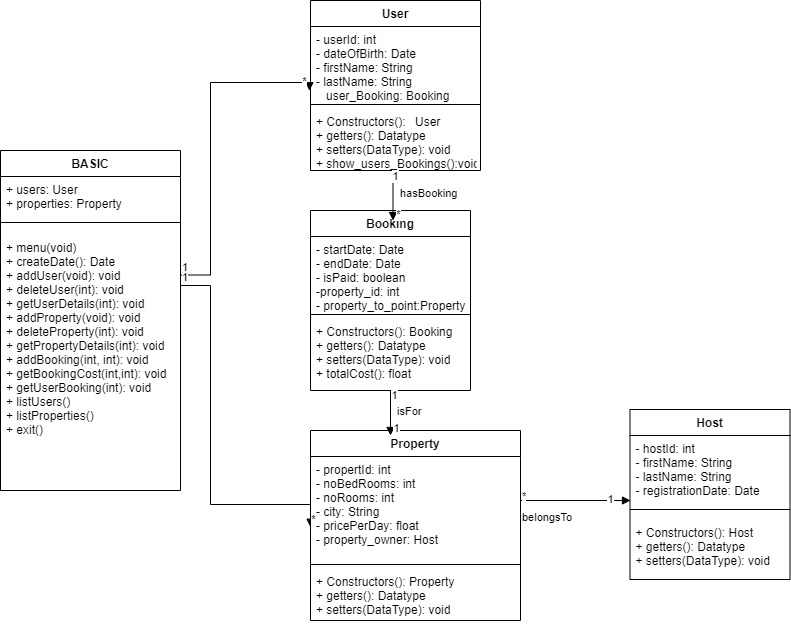 User
- userId: int
- dateOfBirth: Date
- firstName: String
- lastName: String
user_Booking: Booking
+ Constructors(): User
+ getters(): Datatype
+ setters(DataType): void
+ show_users_Bookings():void
*
1
hasBooking
*
BASIC
+ users: User
+ properties: Property
+ menu(void)
+ createDate(): Date
+ addUser(void): void
+ deleteUser(int): void
+ getUserDetails(int): void
+ addProperty(void): void
+ deleteProperty(int): void
+ getPropertyDetails(int): void
+ addBooking(int, int): void
+ getBookingCost(int,int): void
+ getUserBooking(int): void
+ listUsers()
+ listProperties()
+ exit()
1
1
Booking
- startDate: Date
- endDate: Date
- isPaid: boolean
-property_id: int
- property_to_point:Property
+ Constructors(): Booking
+ getters(): Datatype
+ setters(DataType): void
+ totalCost(): float
1
isFor
1
Property
- propertId: int
- noBedRooms: int
- noRooms: int
- city: String
- pricePerDay: float
- property_owner: Host
+ Constructors(): Property
+ getters(): Datatype
+ setters(DataType): void
*
*
belongsTo
1
Host
- hostId: int
- firstName: String
- lastName: String
- registrationDate: Date
+ Constructors(): Host
+ getters(): Datatype
+ setters(DataType): void